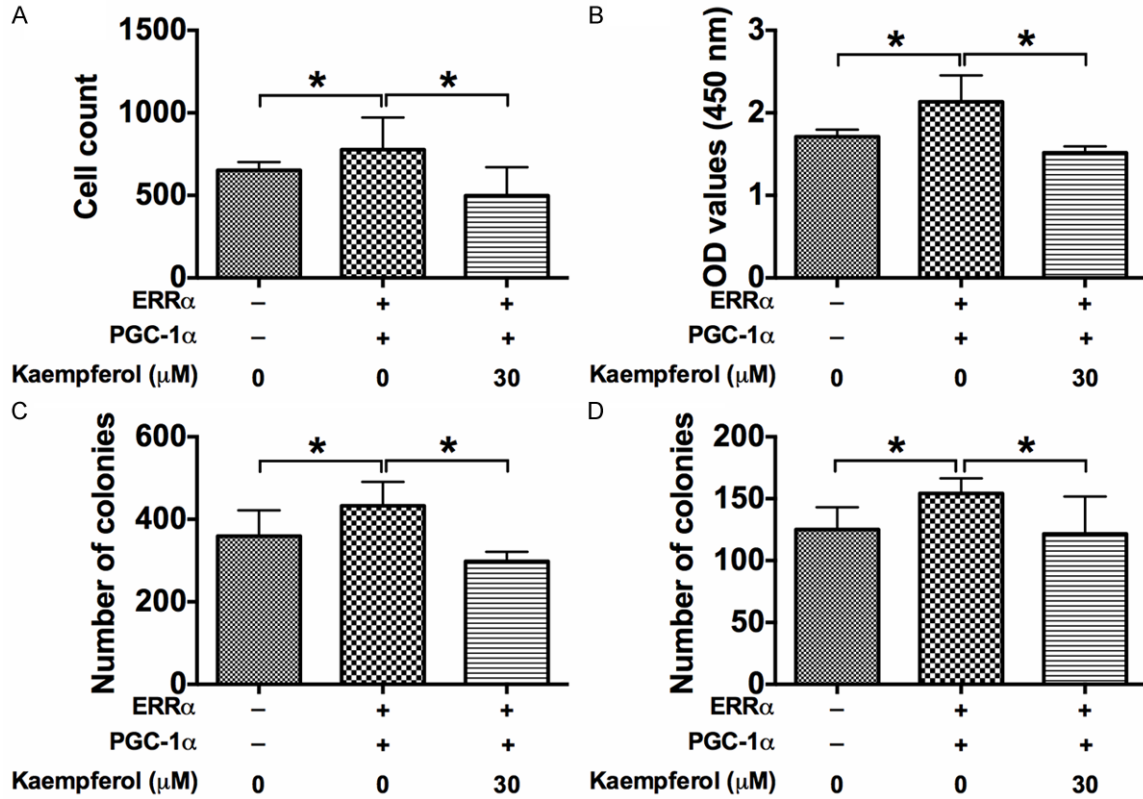 A
Cell count
1500
1000
500
0
* *
ERRα − + +
PGC-1α − + +
Kaempferol (μM) 0 0 30
B
OD values (450 nm)
3
2
1
0
* *
ERRα − + +
PGC-1α − + +
Kaempferol (μM) 0 0 30
C
Number of colonies
600
400
200
0
* *
ERRα − + +
PGC-1α − + +
Kaempferol (μM) 0 0 30
D
Number of colonies
200
150
100
50
0
* *
ERRα − + +
PGC-1α − + +
Kaempferol (μM) 0 0 30